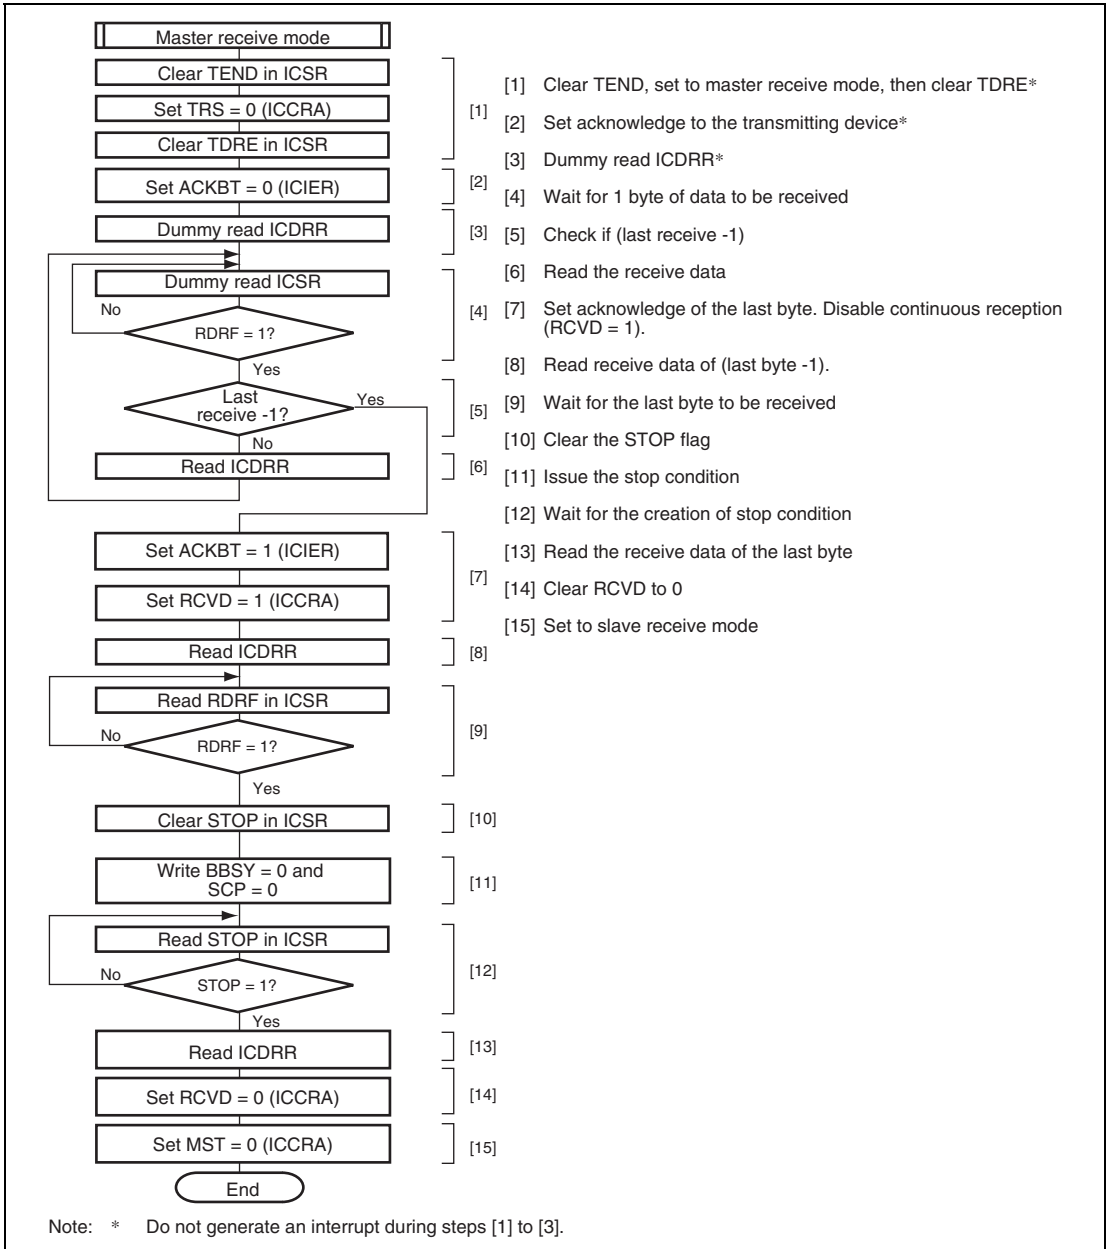 Master receive mode
Clear TEND in ICSR
Set TRS = 0 (ICCRA)
Clear TDRE in ICSR
[1]
Set ACKBT = 0 (ICIER)
[2]
Dummy read ICDRR
[3]
Dummy read ICSR
No
RDRF = 1?
[4]
Yes
Last
receive -1?
Yes
[5]
No
Read ICDRR
[6]
Set ACKBT = 1 (ICIER)
Set RCVD = 1 (ICCRA)
[7]
Read ICDRR
[8]
Read RDRF in ICSR
No
RDRF = 1?
[9]
Yes
Clear STOP in ICSR
[10]
Write BBSY = 0 and
SCP = 0
[11]
Read STOP in ICSR
No
STOP = 1?
[12]
Yes
Read ICDRR
[13]
Set RCVD = 0 (ICCRA)
[14]
Set MST = 0 (ICCRA)
[15]
End
[1] Clear TEND, set to master receive mode, then clear TDRE*
[2] Set acknowledge to the transmitting device*
[3] Dummy read ICDRR*
[4] Wait for 1 byte of data to be received
[5] Check if (last receive -1)
[6] Read the receive data
[7] Set acknowledge of the last byte. Disable continuous reception
(RCVD = 1).
[8] Read receive data of (last byte -1).
[9] Wait for the last byte to be received
[10] Clear the STOP flag
[11] Issue the stop condition
[12] Wait for the creation of stop condition
[13] Read the receive data of the last byte
[14] Clear RCVD to 0
[15] Set to slave receive mode
Note: * Do not generate an interrupt during steps [1] to [3].